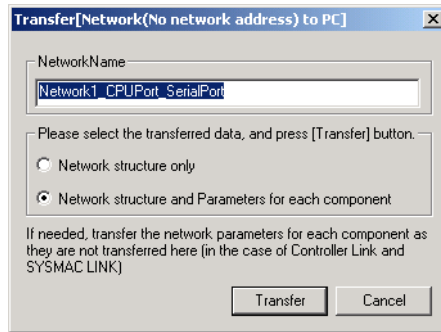 Transfer[Network(No network address) to PC]
NetworkName
Network1_CPUPort_SerialPort
Please select the transferred data, and press [Transfer] button.
Network structure only
Network structure and Parameters for each component
If needed, transfer the network parameters for each component as
they are not transferred here (in the case of Controller Link and
SYSMAC LINK)
Transfer
Cancel